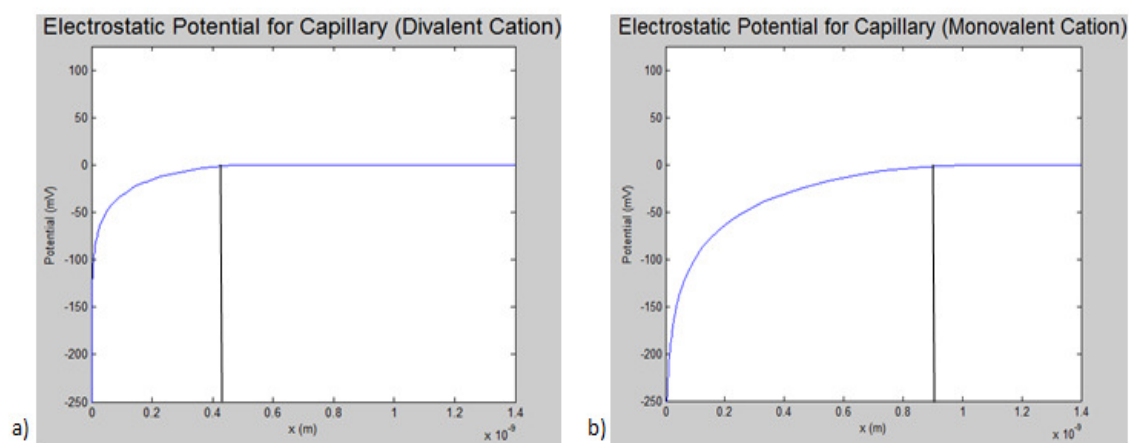 Electrostatic Potential for Capillary (Divalent Cation)
100
50
0
-50
-100
-150
-200
-250
Potential (mV)
0 0.2 0.4 0.6 0.8 1 1.2 1.4
x (m)
x 10⁻⁹
a)
Electrostatic Potential for Capillary (Monovalent Cation)
100
50
0
-50
-100
-150
-200
-250
Potential (mV)
0 0.2 0.4 0.6 0.8 1 1.2 1.4
x (m)
x 10⁻⁹
b)